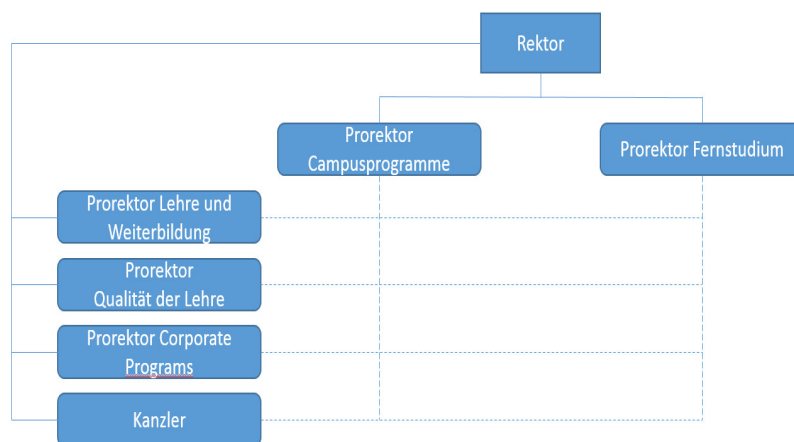 Rektor
Prorektor
Campusprogramme
Prorektor Fernstudium
Prorektor Lehre und
Weiterbildung
Prorektor
Qualität der Lehre
Prorektor Corporate
Programs
Kanzler